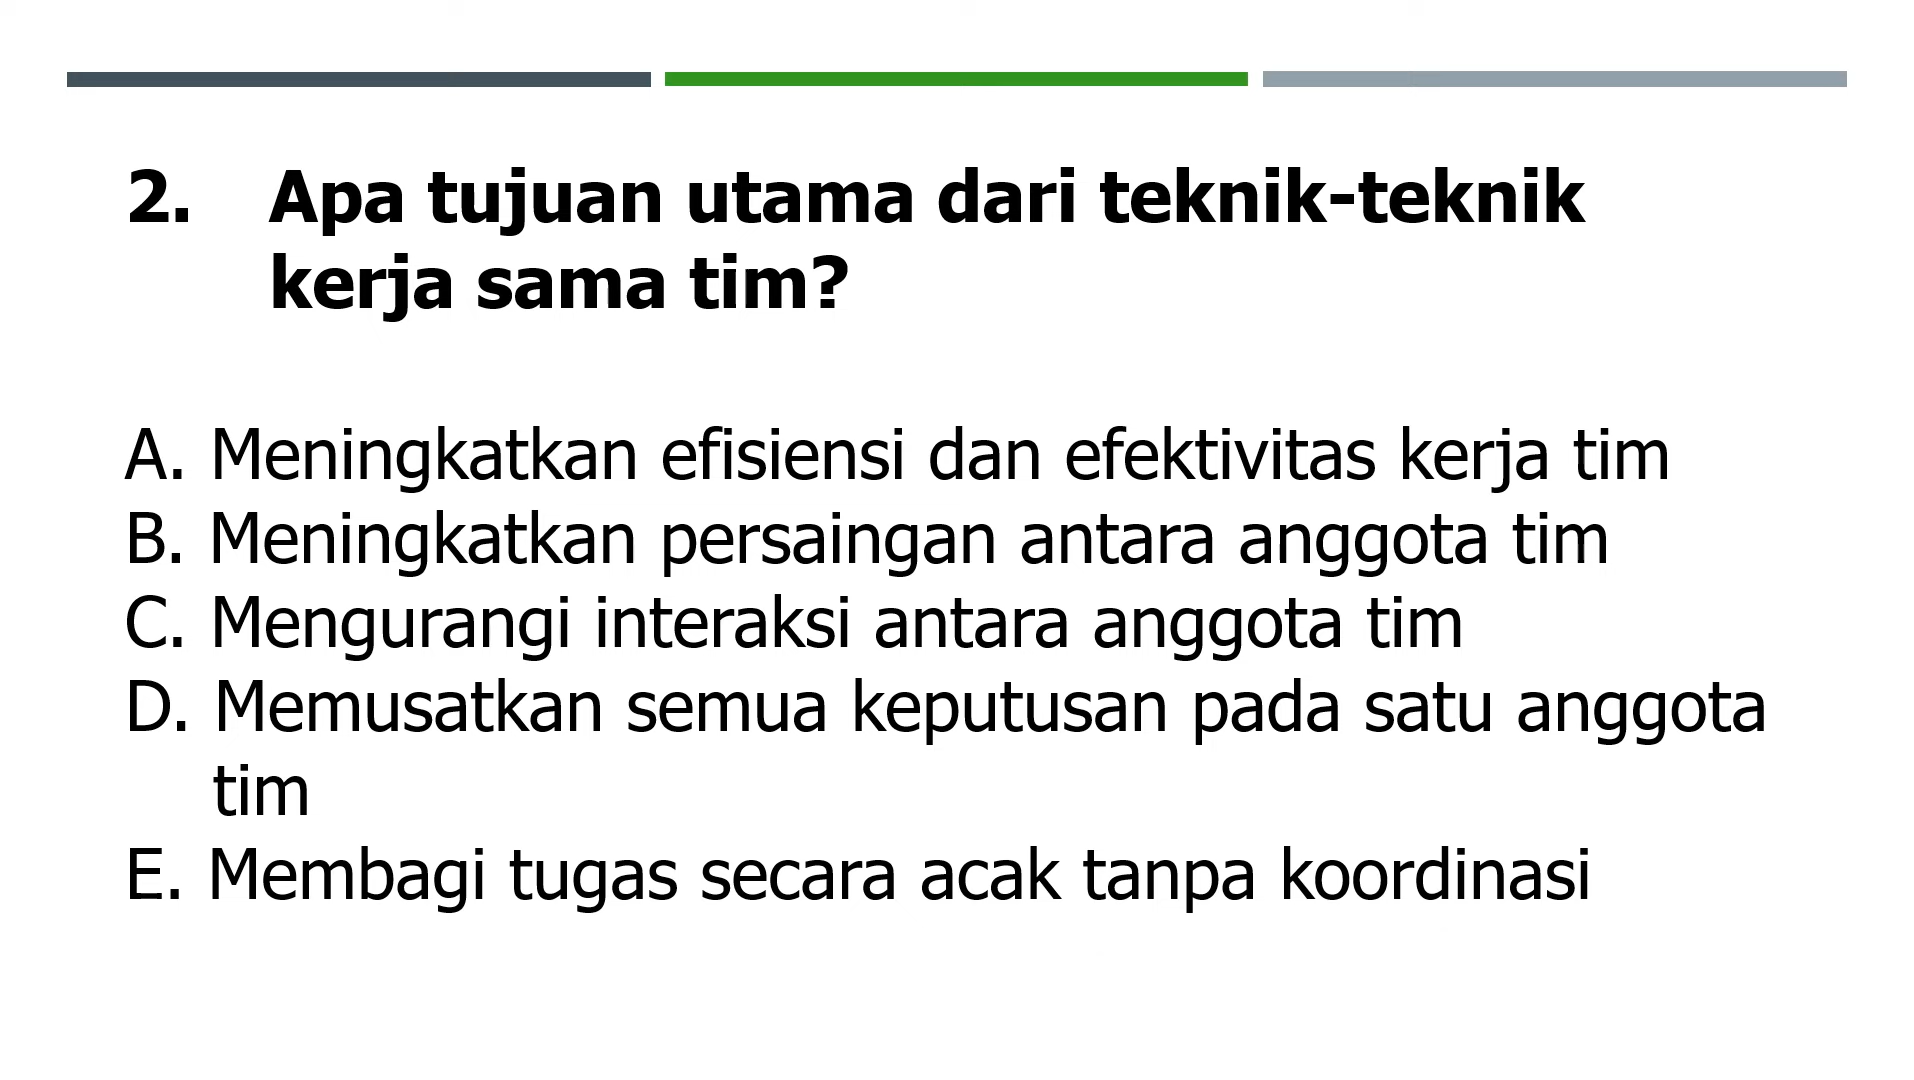 2. Apa tujuan utama dari teknik-teknik
kerja sama tim?
A. Meningkatkan efisiensi dan efektivitas kerja tim
B. Meningkatkan persaingan antara anggota tim
C. Mengurangi interaksi antara anggota tim
D. Memusatkan semua keputusan pada satu anggota
tim
E. Membagi tugas secara acak tanpa koordinasi